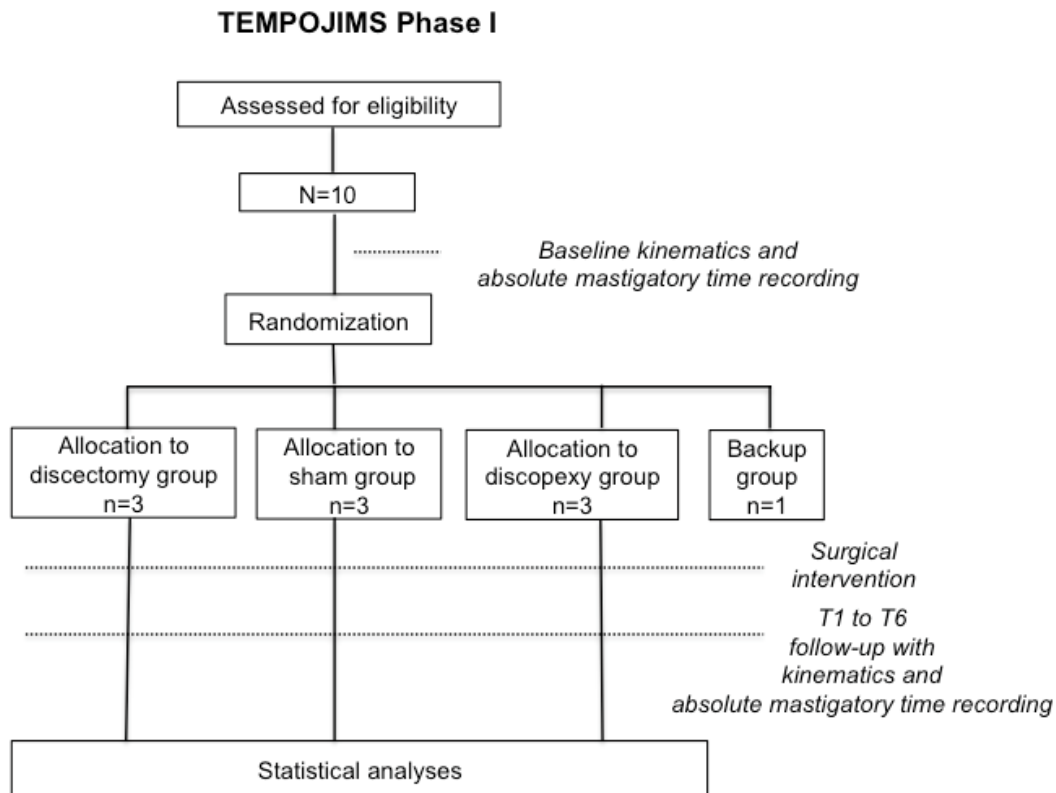 TEMPOJIMS Phase I
Assessed for eligibility
N=10
Baseline kinematics and
absolute mastigatory time recording
Randomization
Allocation to
discectomy group
n=3
Allocation to
sham group
n=3
Allocation to
discopexy group
n=3
Backup
group
n=1
Surgical
intervention
T1 to T6
follow-up with
kinematics and
absolute mastigatory time recording
Statistical analyses